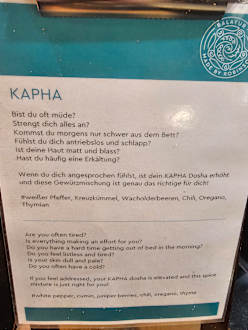 KAPHA
Bist du oft müde?
Strengt dich alles an?
Kommst du morgens nur schwer aus dem Bett?
Fühlst du dich antriebslos und schlapp?
Ist deine Haut matt und blass?
Hast du häufig eine Erkältung?
Wenn du dich angesprochen fühlst, ist dein KAPHA Dosha erhöht
und diese Gewürzmischung ist genau das richtige für dich!
#weißer Pfeffer, Kreuzkümmel, Wacholderbeeren, Chili, Oregano,
Thymian
Are you often tired?
Is everything making an effort for you?
Do you have a hard time getting out of bed in the morning?
Do you feel listless and tired?
Is your skin dull and pale?
Do you often have a cold?
If you feel addressed, your KAPHA dosha is elevated and this spice
mixture is just right for you!
#white pepper, cumin, juniper berries, chili, oregano, thyme